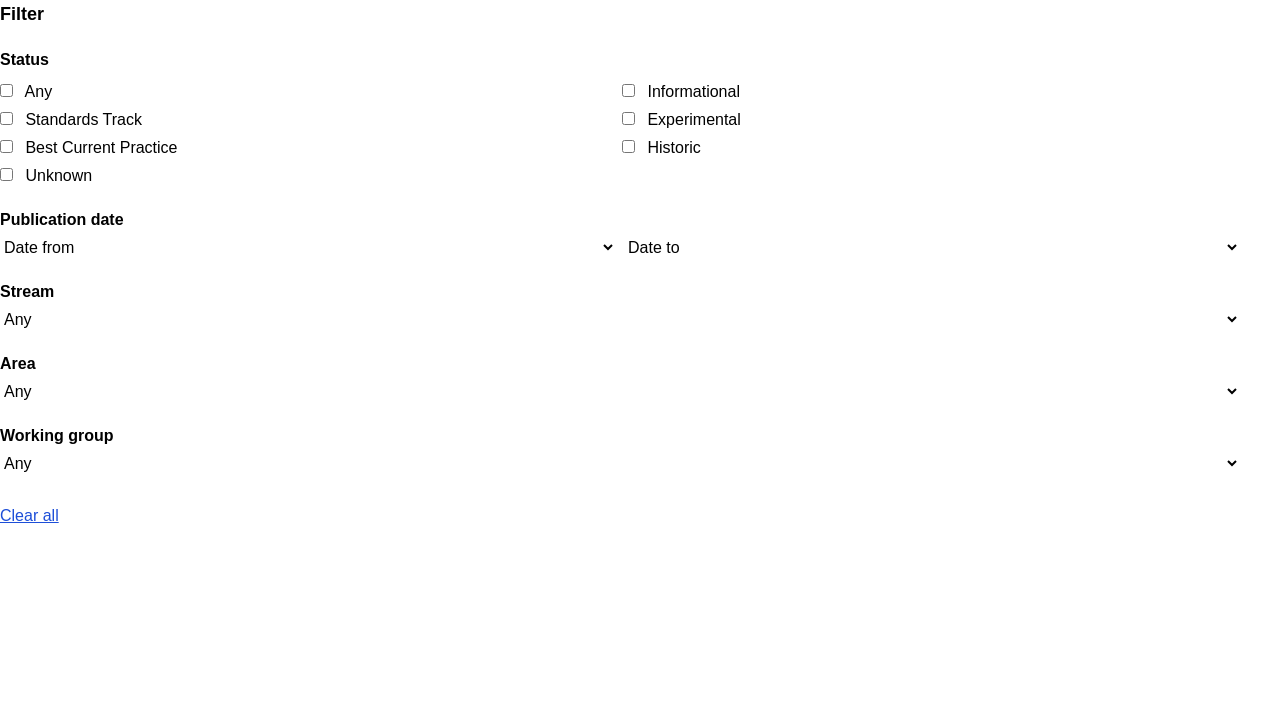 Filter
Status
Any
Standards Track
Best Current Practice
Unknown
Informational
Experimental
Historic
Publication date
Date from Date to
Stream
Any
Area
Any
Working group
Any
Clear all